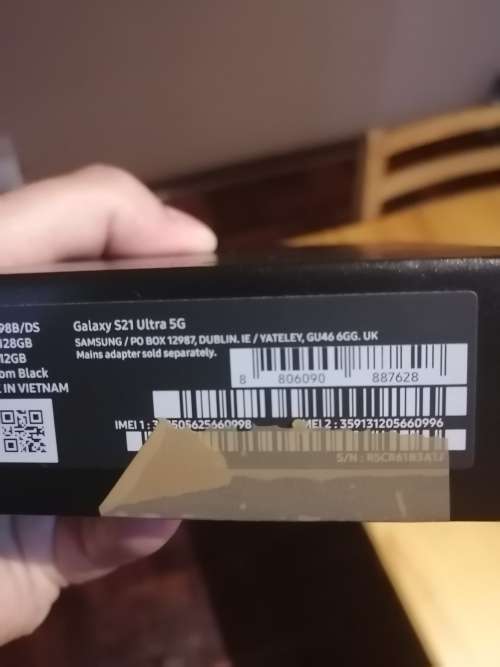 98B/DS
128GB
12GB
om Black
IN VIETNAM
Galaxy S21 Ultra 5G
SAMSUNG / PO BOX 12987, DUBLIN. IE / YATELEY, GU46 6GG. UK
Mains adapter sold separately.
8 806090 887628
IMEI 1 :
IMEI 2 : 359131205660996
S/N :